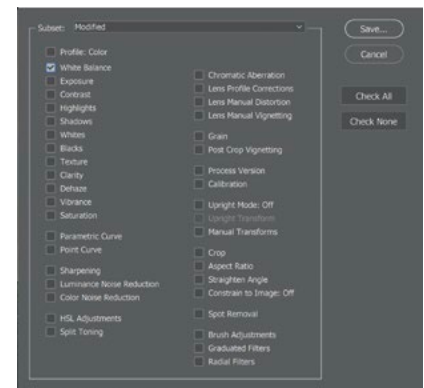 Subset: Modified
Profile: Color
White Balance
Exposure
Contrast
Highlights
Shadows
Whites
Blacks
Texture
Clarity
Dehaze
Vibrance
Saturation
Parametric Curve
Point Curve
Sharpening
Luminance Noise Reduction
Color Noise Reduction
HSL Adjustments
Split Toning
Chromatic Aberration
Lens Profile Corrections
Lens Manual Distortion
Lens Manual Vignetting
Grain
Post Crop Vignetting
Process Version
Calibration
Upright Mode: Off
Upright Transform
Manual Transforms
Crop
Aspect Ratio
Straighten Angle
Constrain to Image: Off
Spot Removal
Brush Adjustments
Graduated Filters
Radial Filters
Save...
Cancel
Check All
Check None